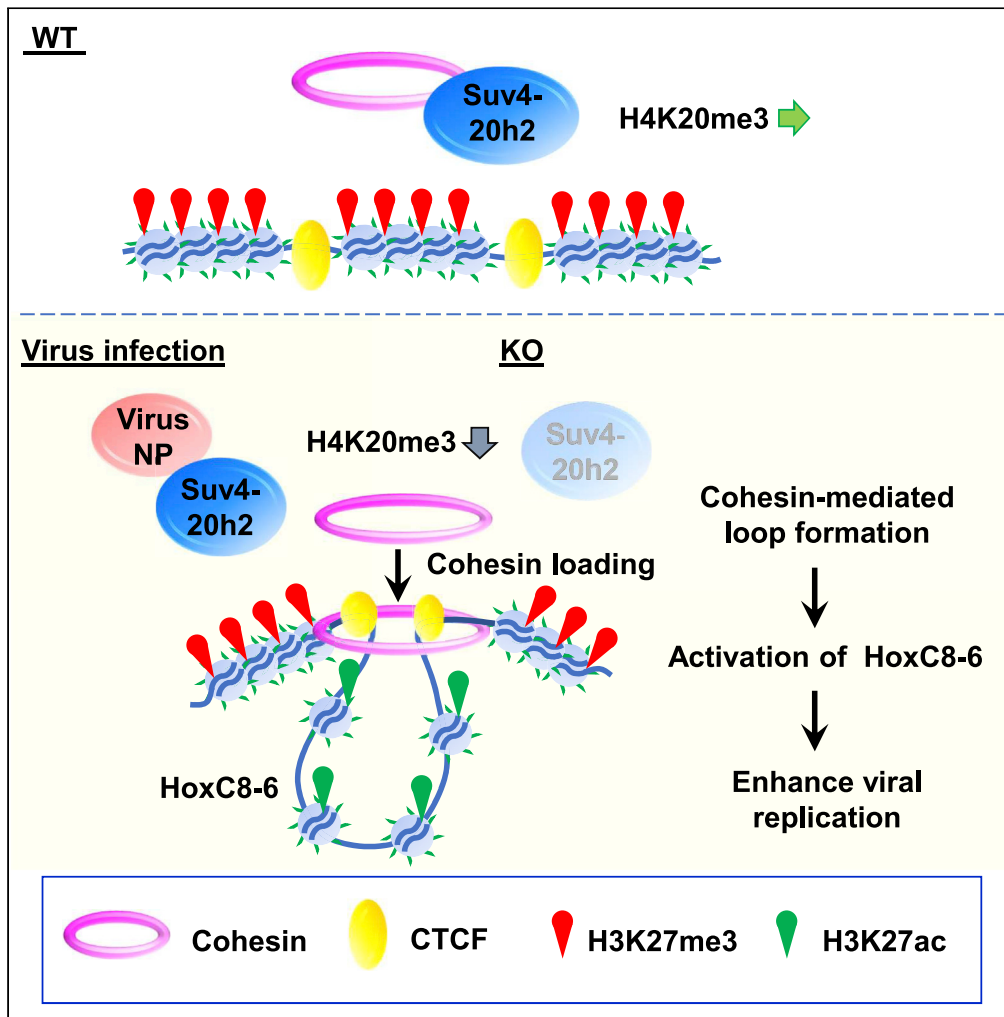 WT
Suv4-
20h2
H4K20me3
Virus infection
KO
Virus
NP
Suv4-
20h2
H4K20me3
Suv4-
20h2
Cohesin loading
HoxC8-6
Cohesin-mediated
loop formation
Activation of HoxC8-6
Enhance viral
replication
Cohesin
CTCF
H3K27me3
H3K27ac